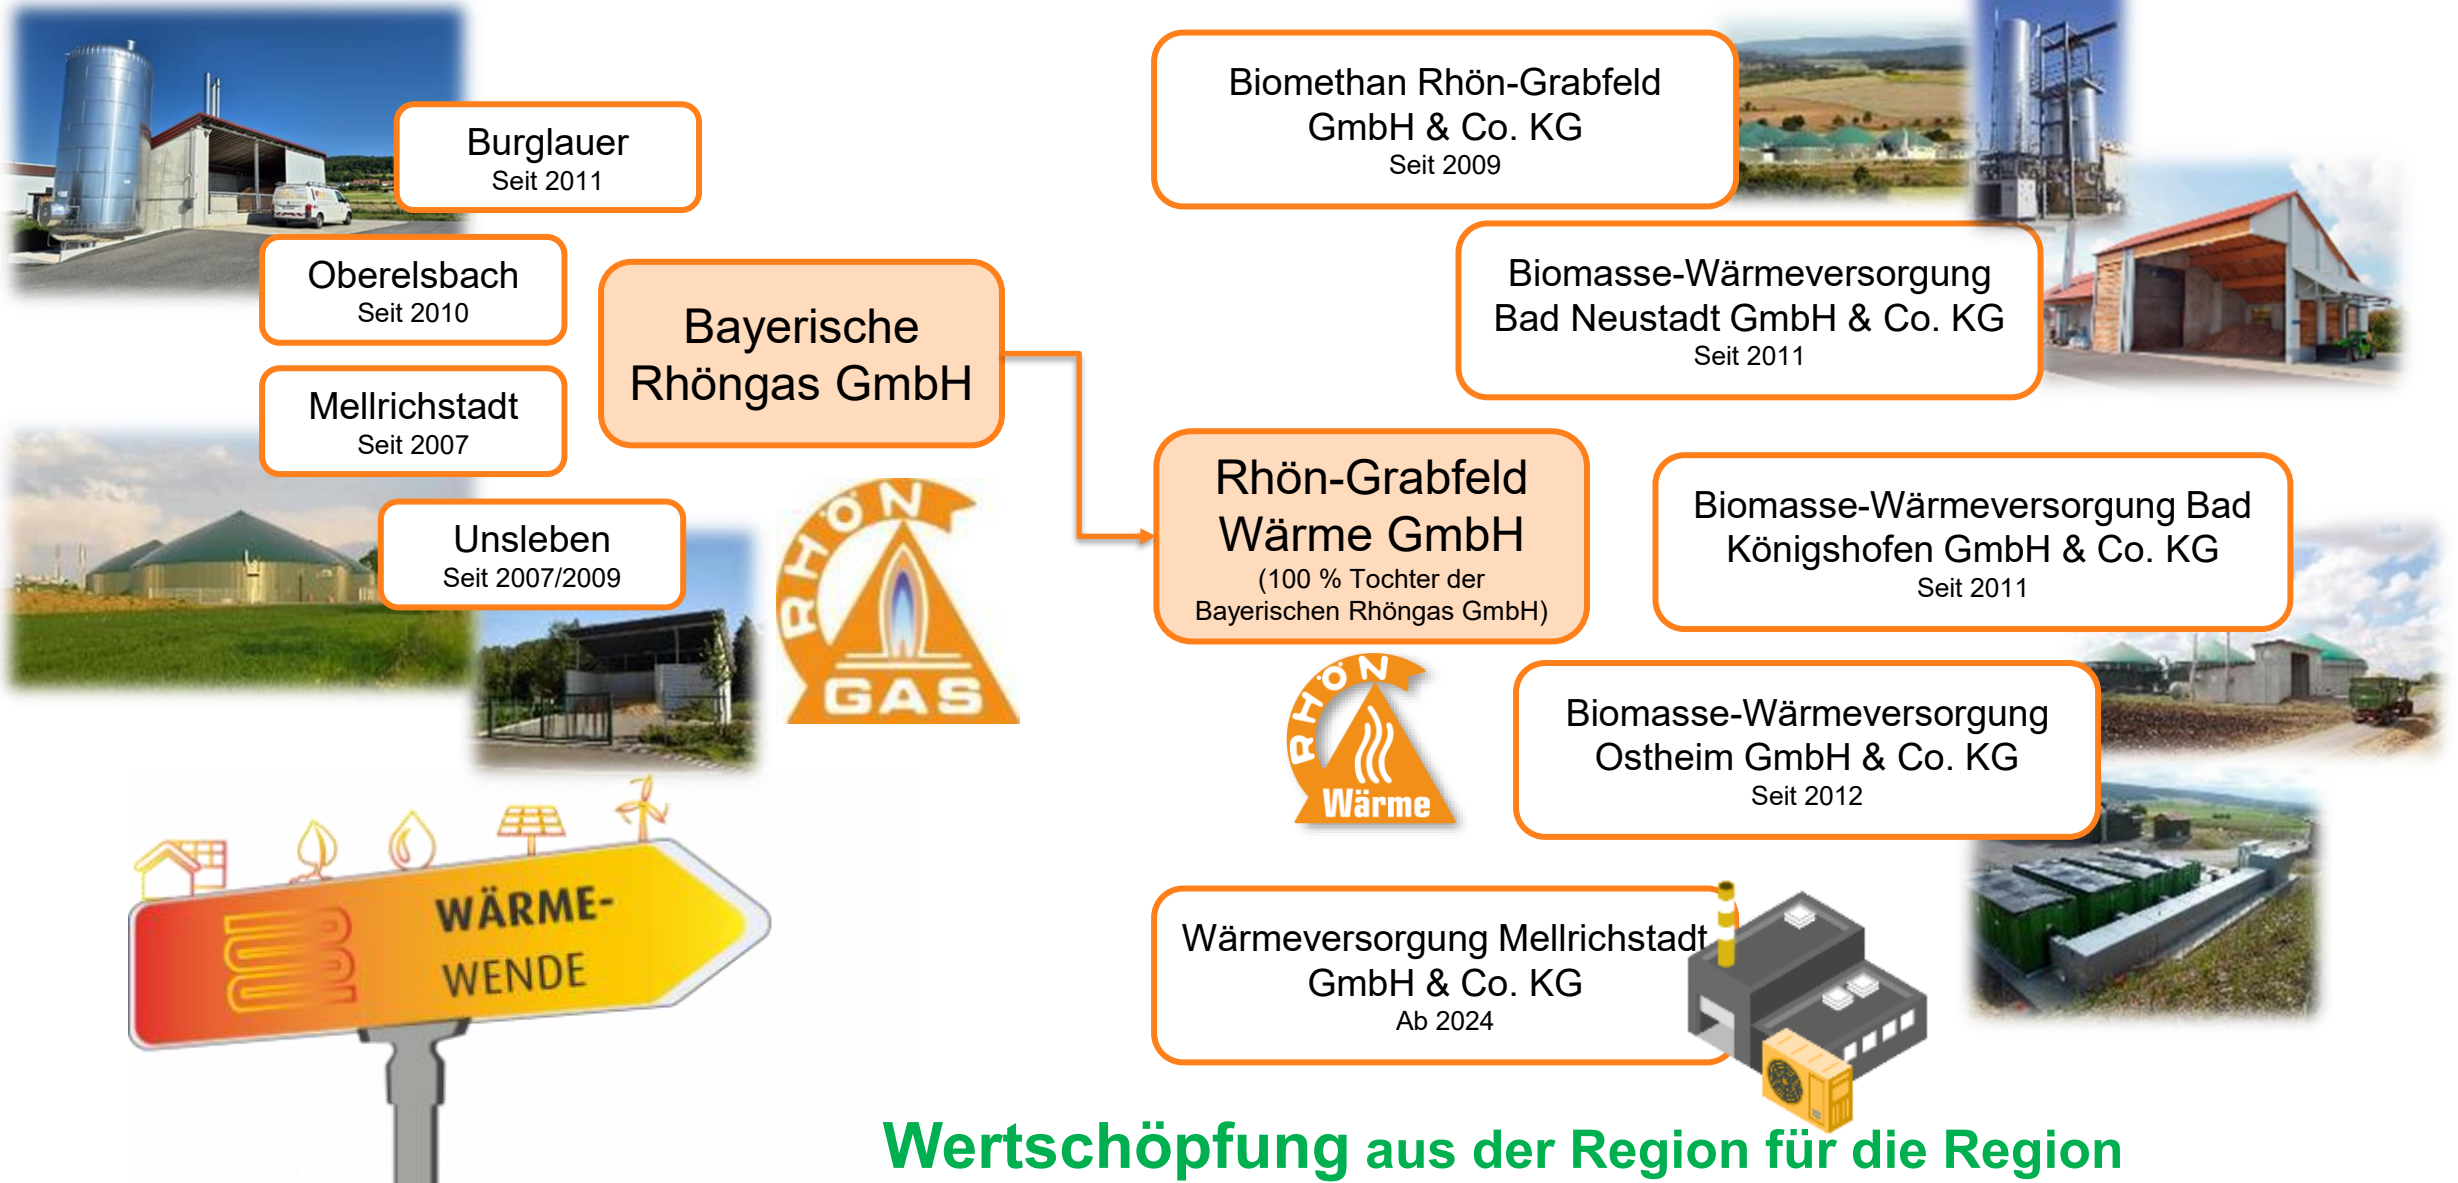 Burglauer
Seit 2011
Oberelsbach
Seit 2010
Mellrichstadt
Seit 2007
Unsleben
Seit 2007/2009
Bayerische
Rhöngas GmbH
RHÖN
GAS
WÄRME-
WENDE
Biomethan Rhön-Grabfeld
GmbH & Co. KG
Seit 2009
Biomasse-Wärmeversorgung
Bad Neustadt GmbH & Co. KG
Seit 2011
Rhön-Grabfeld
Wärme GmbH
(100 % Tochter der
Bayerischen Rhöngas GmbH)
RHÖN
Wärme
Biomasse-Wärmeversorgung Bad
Königshofen GmbH & Co. KG
Seit 2011
Biomasse-Wärmeversorgung
Ostheim GmbH & Co. KG
Seit 2012
Wärmeversorgung Mellrichstadt
GmbH & Co. KG
Ab 2024
Wertschöpfung aus der Region für die Region